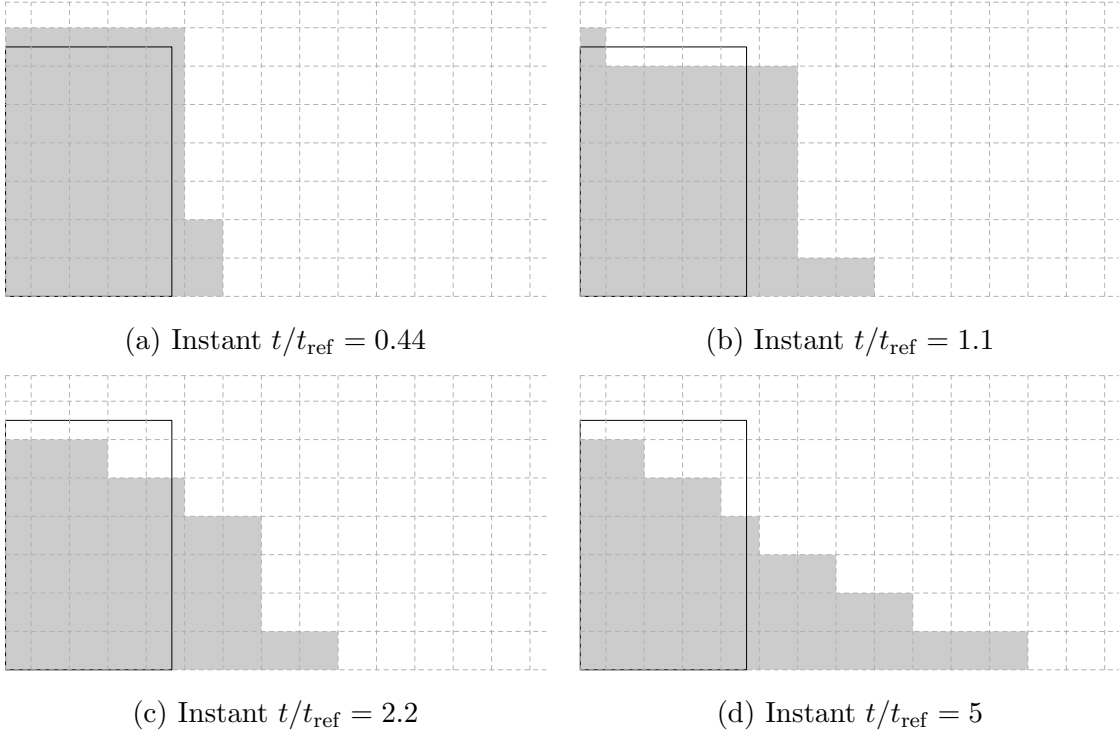 (a) Instant t/t_ref = 0.44
(b) Instant t/t_ref = 1.1
(c) Instant t/t_ref = 2.2
(d) Instant t/t_ref = 5